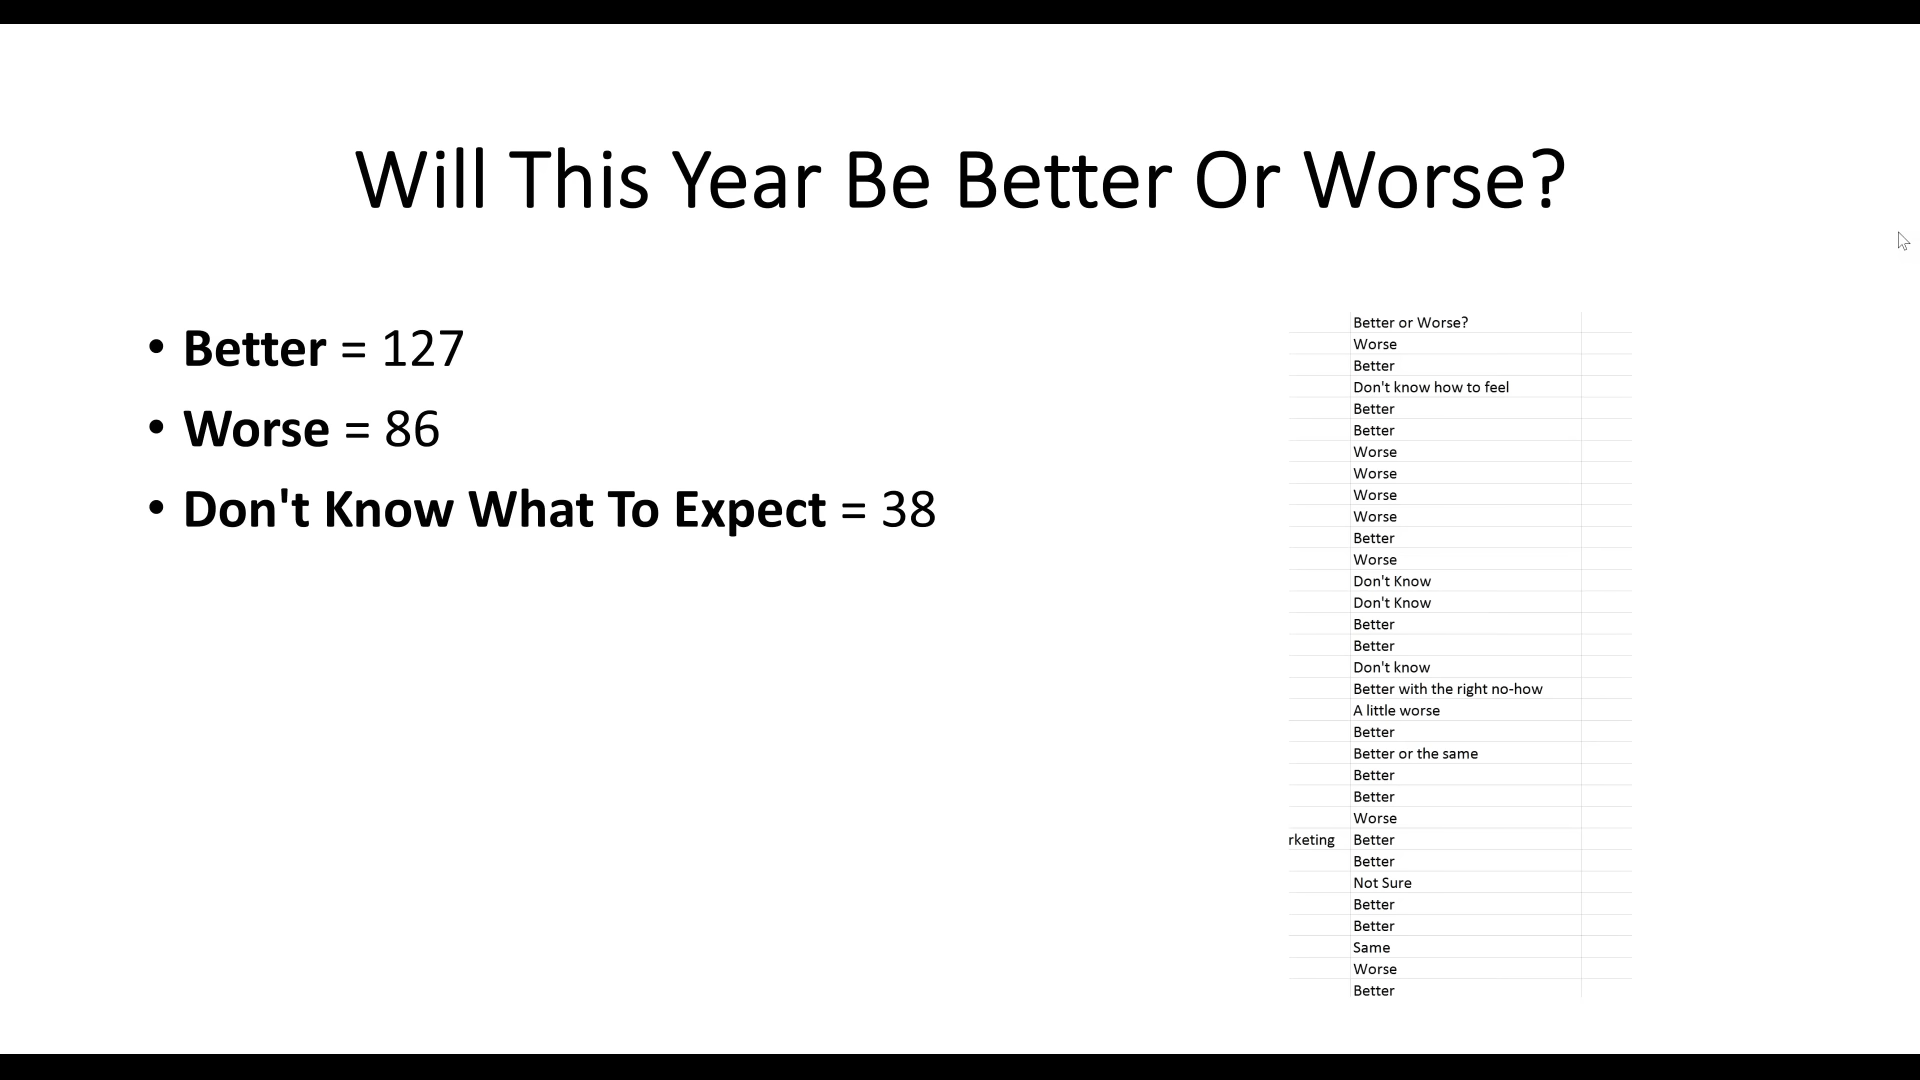 Will This Year Be Better Or Worse?
• Better = 127
• Worse = 86
• Don't Know What To Expect = 38
Better or Worse?
Worse
Better
Don't know how to feel
Better
Better
Worse
Worse
Worse
Worse
Better
Worse
Don't Know
Don't Know
Better
Better
Don't know
Better with the right no-how
A little worse
Better
Better or the same
Better
Better
Worse
rketing Better
Better
Not Sure
Better
Better
Same
Worse
Better